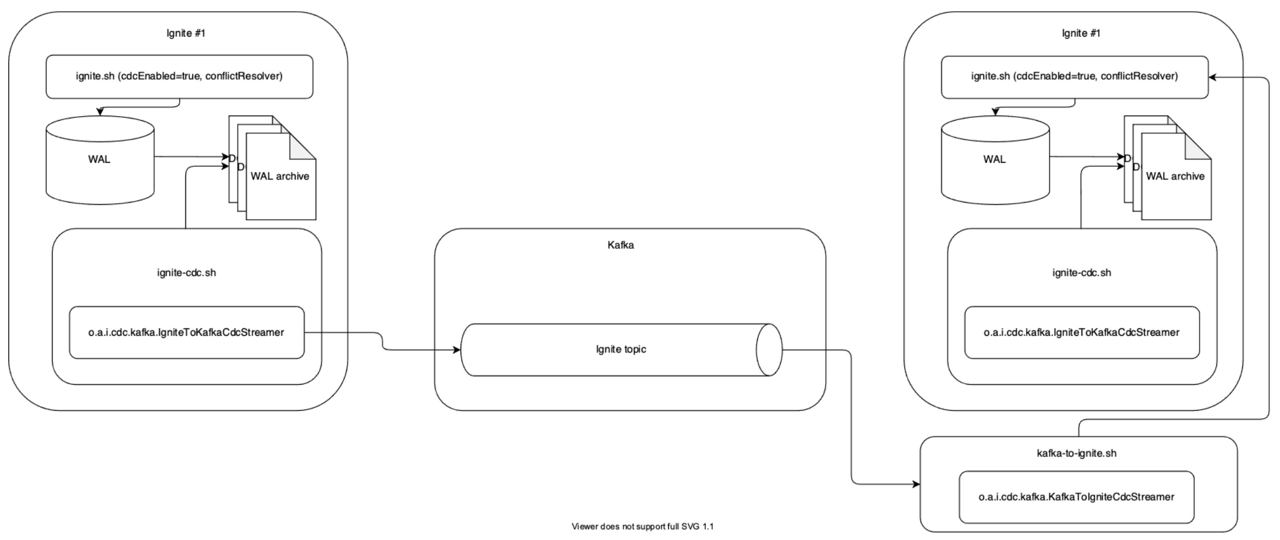 Ignite #1
ignite.sh (cdcEnabled=true, conflictResolver)
WAL
D
D
WAL archive
ignite-cdc.sh
o.a.i.cdc.kafka.IgniteToKafkaCdcStreamer
Kafka
Ignite topic
Ignite #1
ignite.sh (cdcEnabled=true, conflictResolver)
WAL
D
D
WAL archive
ignite-cdc.sh
o.a.i.cdc.kafka.IgniteToKafkaCdcStreamer
kafka-to-ignite.sh
o.a.i.cdc.kafka.KafkaToIgniteCdcStreamer
Viewer does not support full SVG 1.1